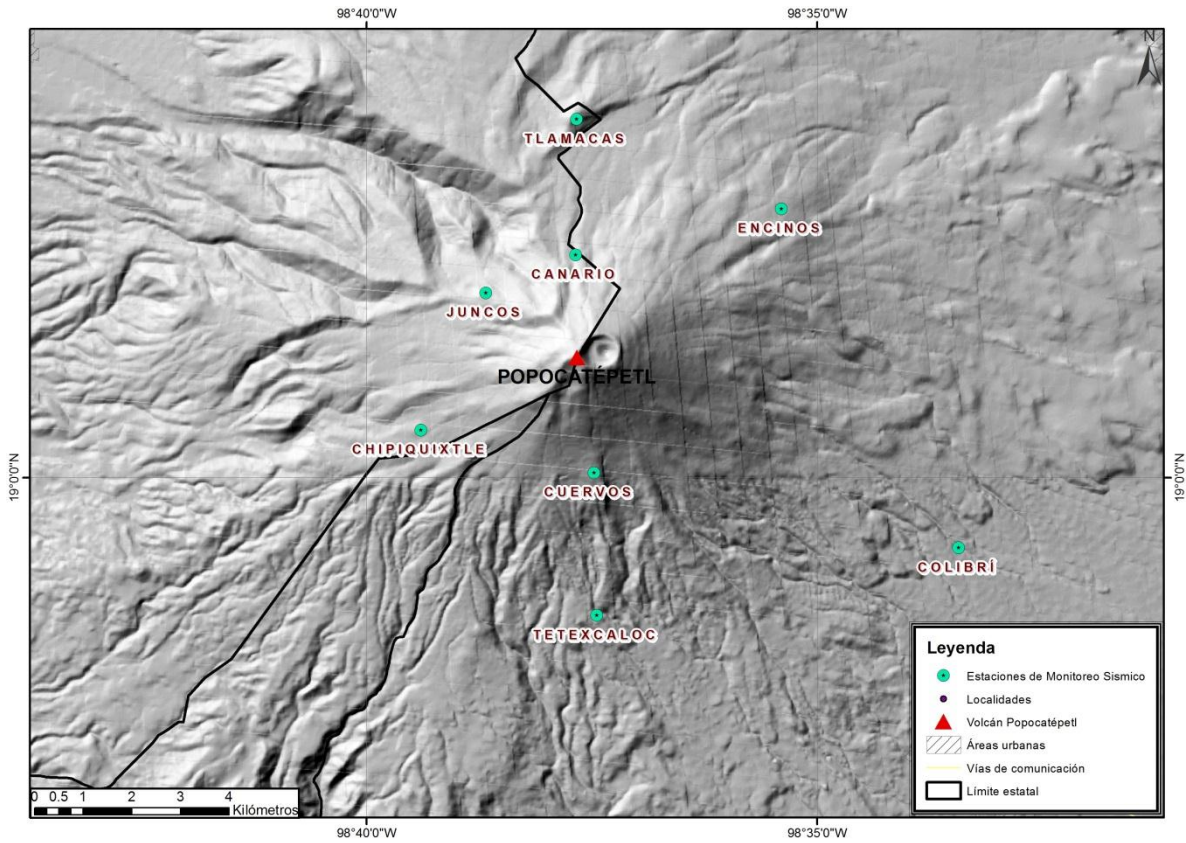 98°40'0"W
98°35'0"W
N
TLAMACAS
ENCINOS
CANARIO
JUNCOS
POPOCATÉPETL
CHIPIQUIXTLE
19°0'0"N
19°0'0"N
CUERVOS
COLIBRÍ
TETEXCALOC
Leyenda
Estaciones de Monitoreo Sismico
Localidades
Volcán Popocatépetl
Áreas urbanas
Vías de comunicación
Límite estatal
0 0.5 1 2 3 4
Kilómetros
98°40'0"W
98°35'0"W